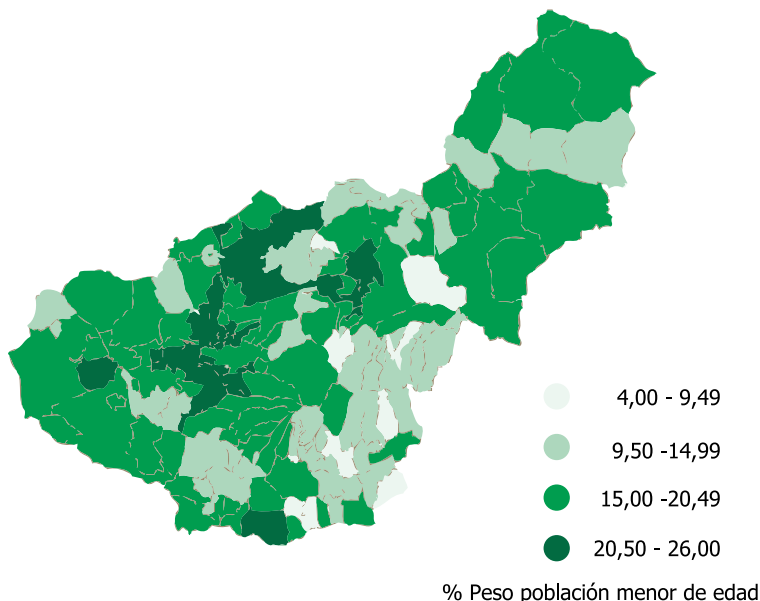 4,00 - 9,49
9,50 -14,99
15,00 -20,49
20,50 - 26,00
% Peso población menor de edad